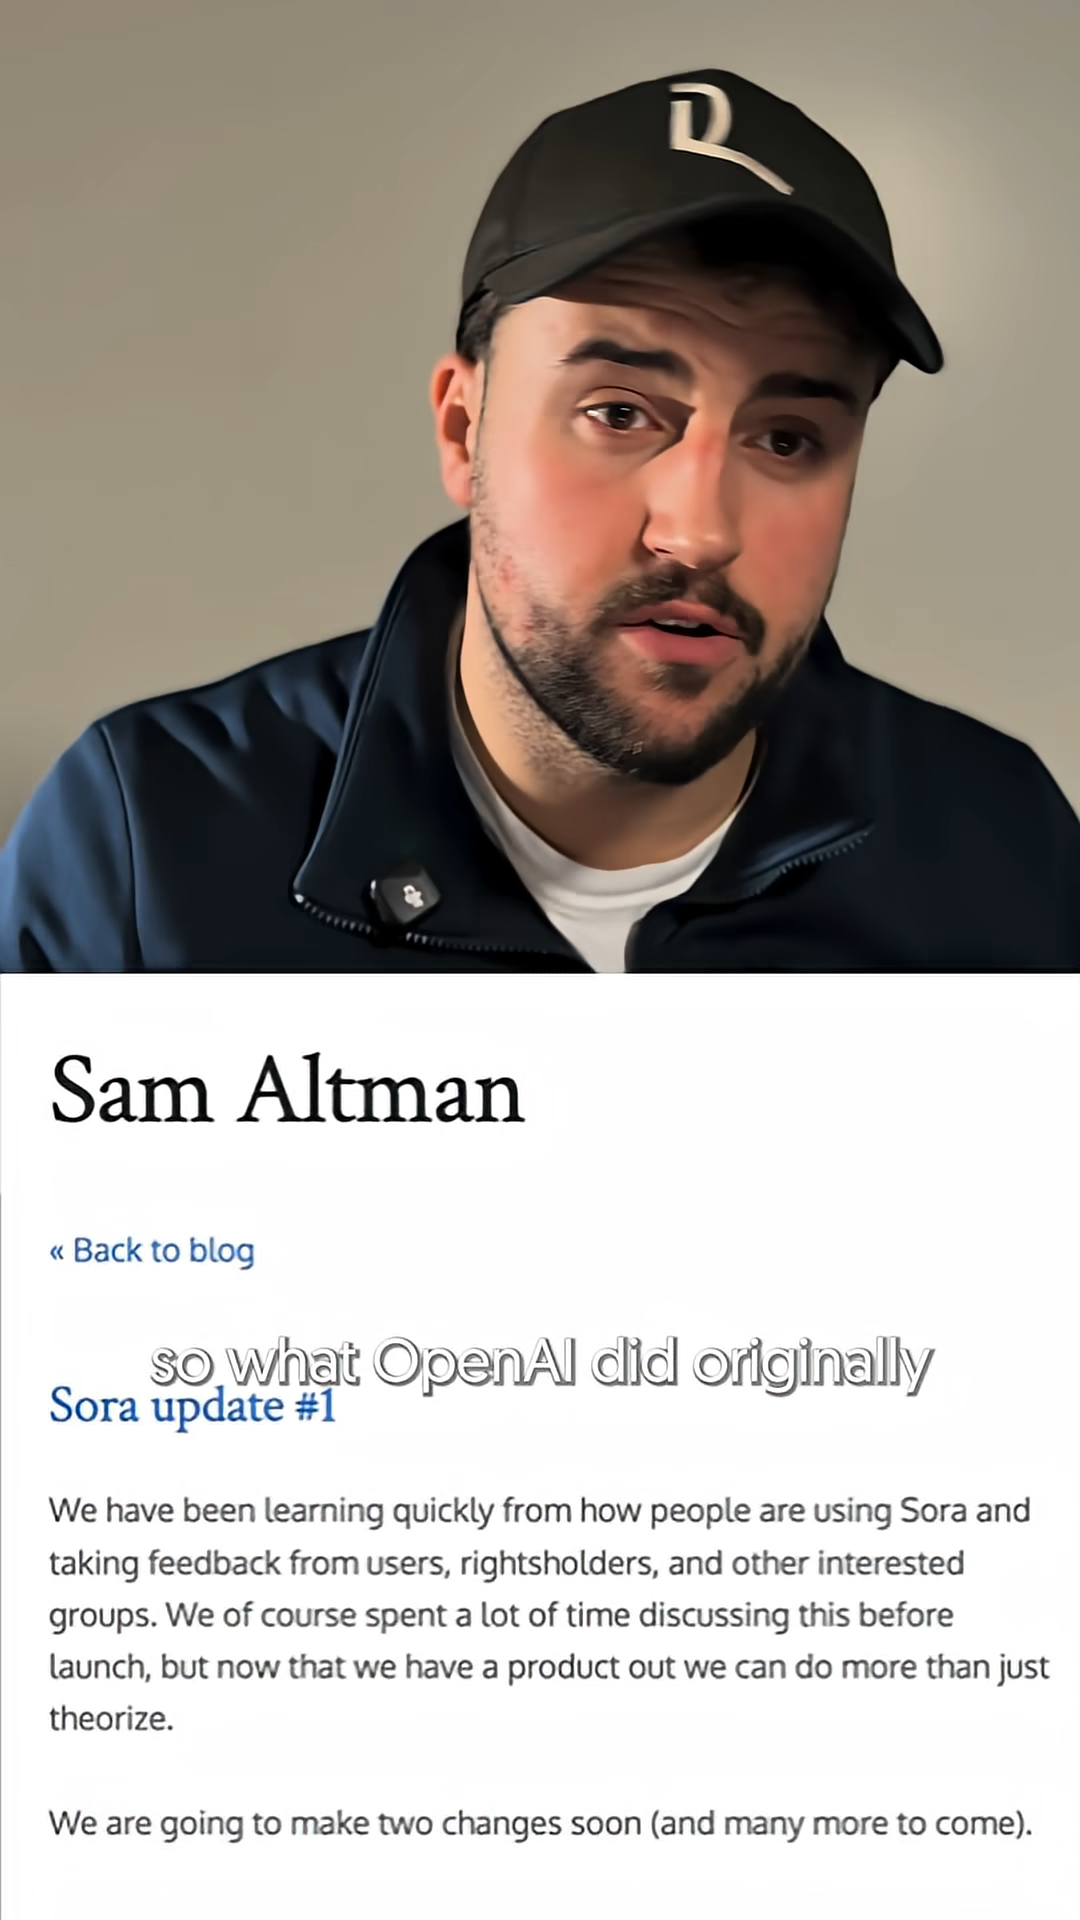 Sam Altman
« Back to blog
so what OpenAI did originally
Sora update #1
We have been learning quickly from how people are using Sora and
taking feedback from users, rightsholders, and other interested
groups. We of course spent a lot of time discussing this before
launch, but now that we have a product out we can do more than just
theorize.
We are going to make two changes soon (and many more to come).